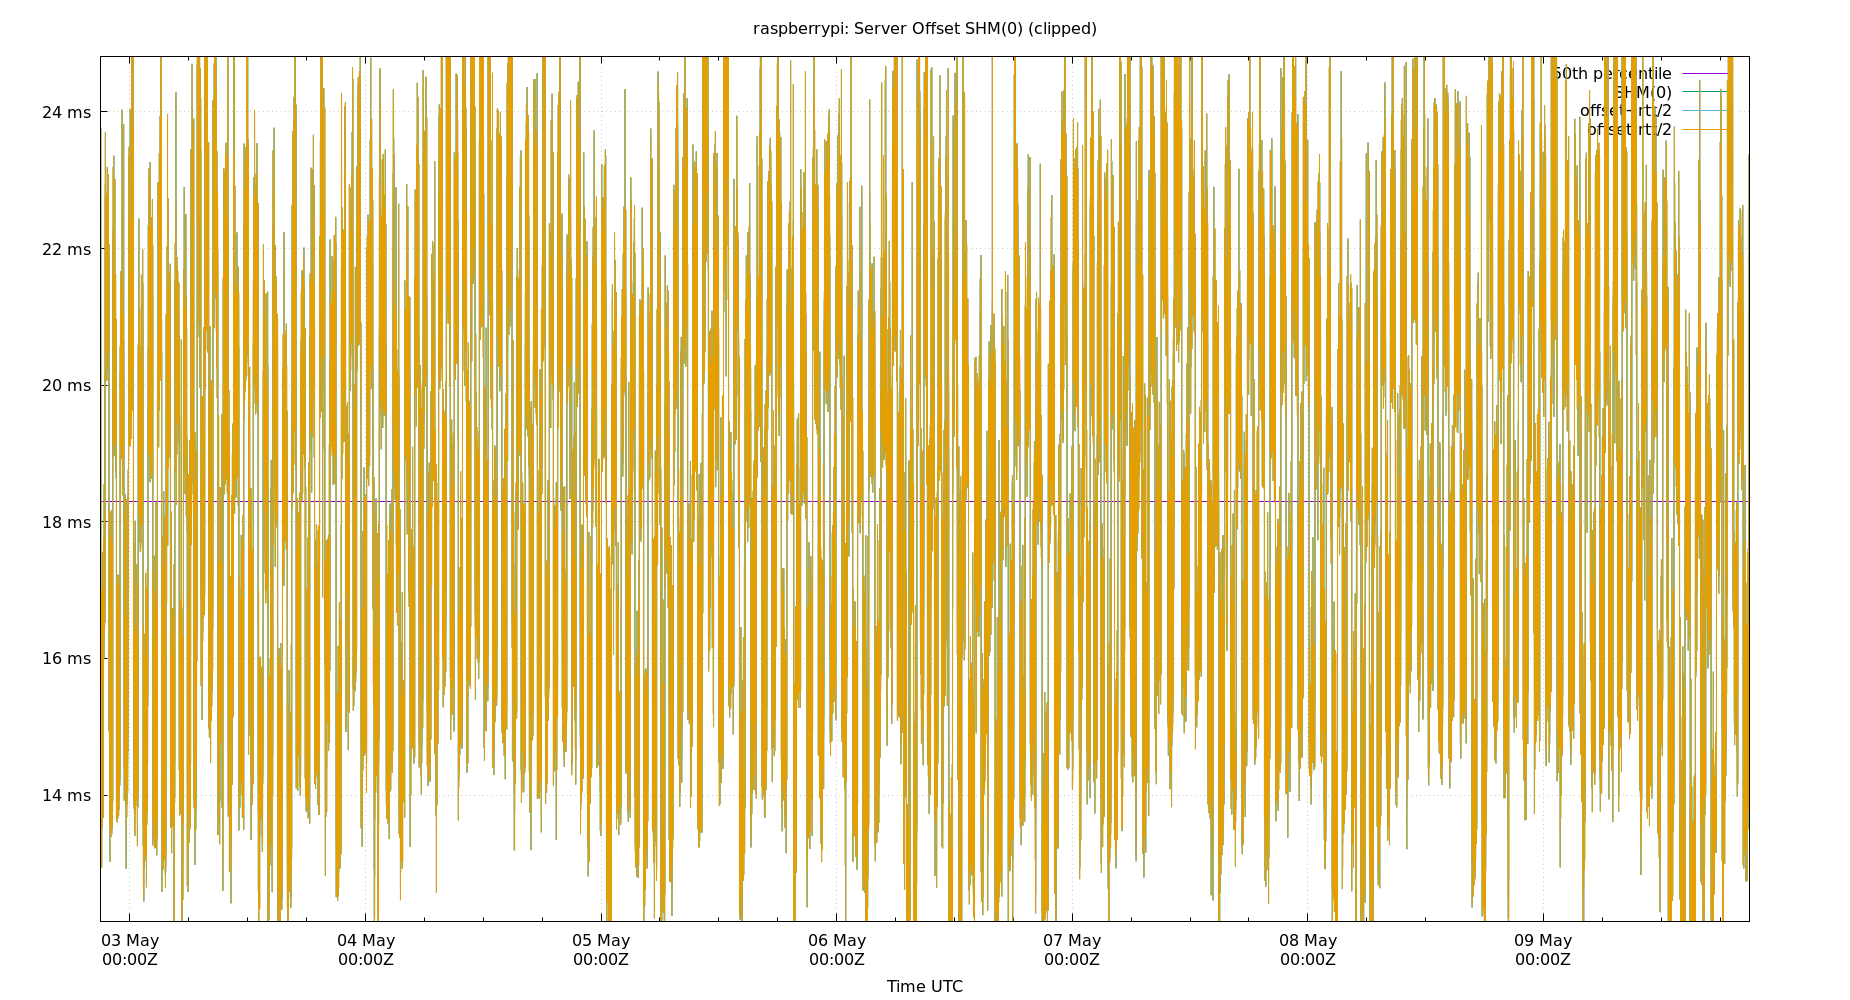 raspberrypi: Server Offset SHM(0) (clipped)
50th percentile
SHM(0)
offset+rtt/2
offset-rtt/2
24 ms
22 ms
20 ms
18 ms
16 ms
14 ms
03 May 04 May 05 May 06 May 07 May 08 May 09 May
00:00Z 00:00Z 00:00Z 00:00Z 00:00Z 00:00Z 00:00Z
Time UTC